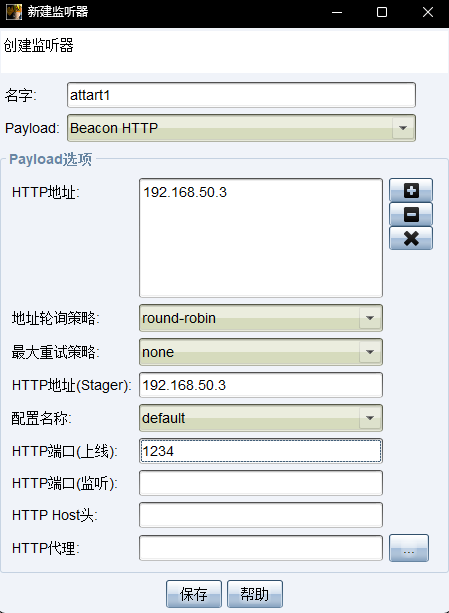 新建监听器
创建监听器
名字: attart1
Payload: Beacon HTTP
Payload选项
HTTP地址: 192.168.50.3
地址轮询策略: round-robin
最大重试策略: none
HTTP地址(Stager): 192.168.50.3
配置名称: default
HTTP端口(上线): 1234
HTTP端口(监听):
HTTP Host头:
HTTP代理: ...
保存 帮助